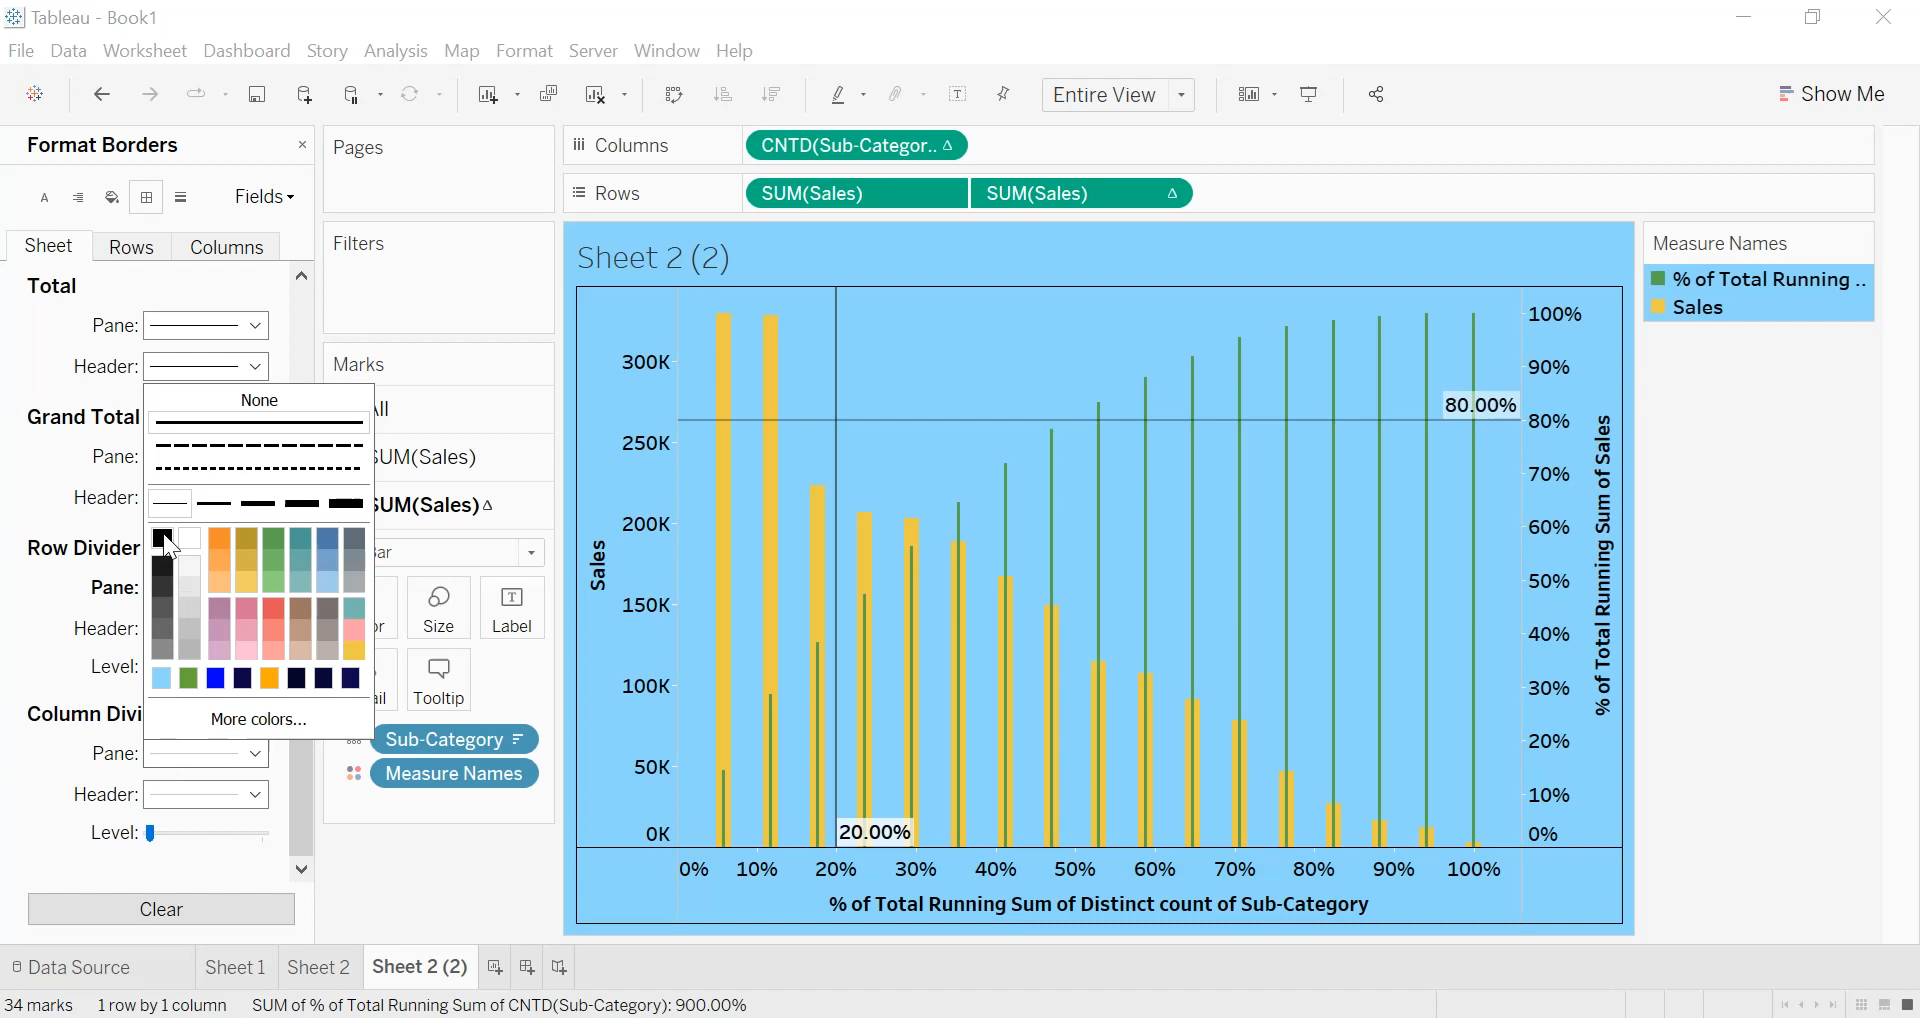 Tableau - Book1
File Data Worksheet Dashboard Story Analysis Map Format Server Window Help
Entire View
Show Me
Format Borders
Fields
Sheet Rows Columns
Total
Pane:
Header:
None
Grand Total
Pane:
Header:
Row Divider
Pane:
Header:
Level:
More colors...
Column Divi
Pane:
Header:
Level:
Clear
Pages
Filters
Marks
All
SUM(Sales)
SUM(Sales) Δ
Bar
Size
Label
Tooltip
Sub-Category
Measure Names
Columns
CNTD(Sub-Categor.. Δ
Rows
SUM(Sales)
SUM(Sales) Δ
Sheet 2 (2)
Sales
300K
250K
200K
150K
100K
50K
0K
80.00%
20.00%
100%
90%
80%
70%
60%
50%
40%
30%
20%
10%
0%
% of Total Running Sum of Sales
0% 10% 20% 30% 40% 50% 60% 70% 80% 90% 100%
% of Total Running Sum of Distinct count of Sub-Category
Measure Names
% of Total Running ..
Sales
Data Source
Sheet 1
Sheet 2
Sheet 2 (2)
34 marks 1 row by 1 column SUM of % of Total Running Sum of CNTD(Sub-Category): 900.00%